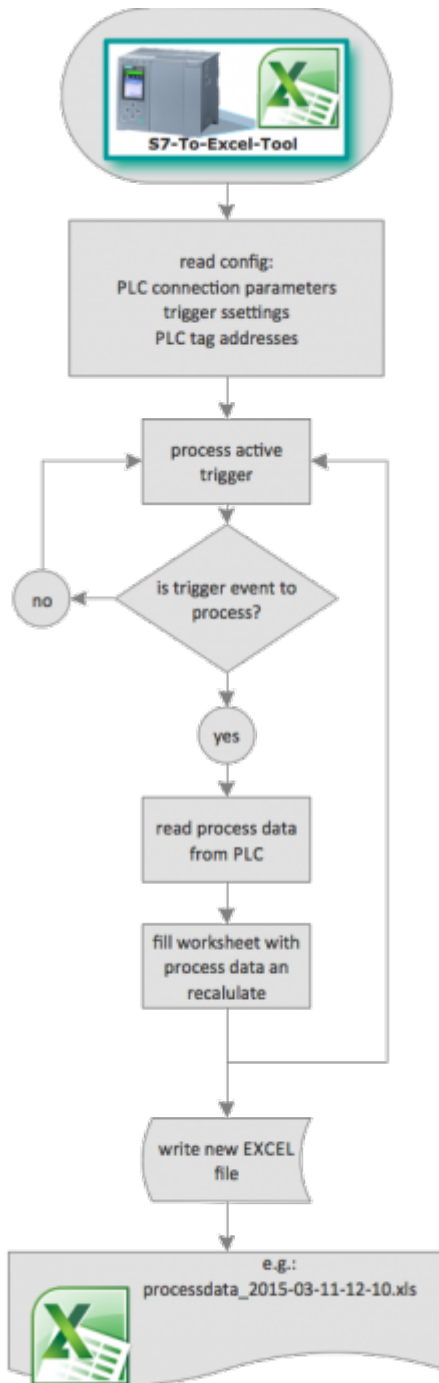 S7-To-Excel-Tool
read config:
PLC connection parameters
trigger ssettings
PLC tag addresses
process active
trigger
is trigger event to
process?
no
yes
read process data
from PLC
fill worksheet with
process data an
recalulate
write new EXCEL
file
e.g.:
processdata_2015-03-11-12-10.xls